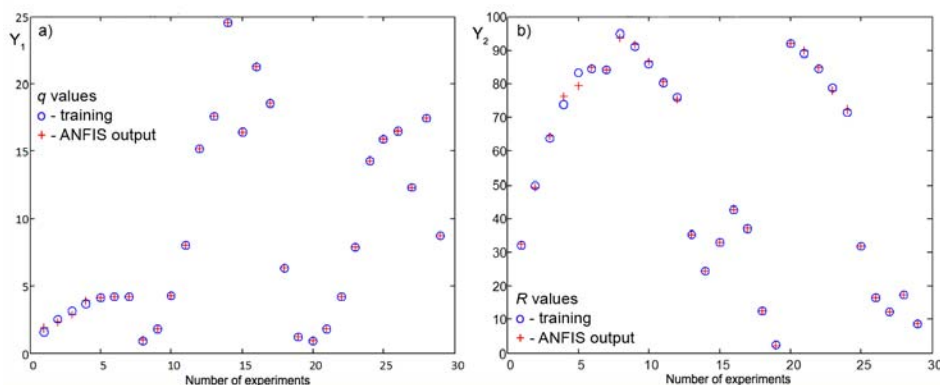 25
a)
Y1
20
q values
o - training
+ - ANFIS output
15
10
5
0
0 5 10 15 20 25 30
Number of experiments
100
b)
Y2
90
80
70
60
50
40
30
20
10
0
R values
o - training
+ - ANFIS output
0 5 10 15 20 25 30
Number of experiments